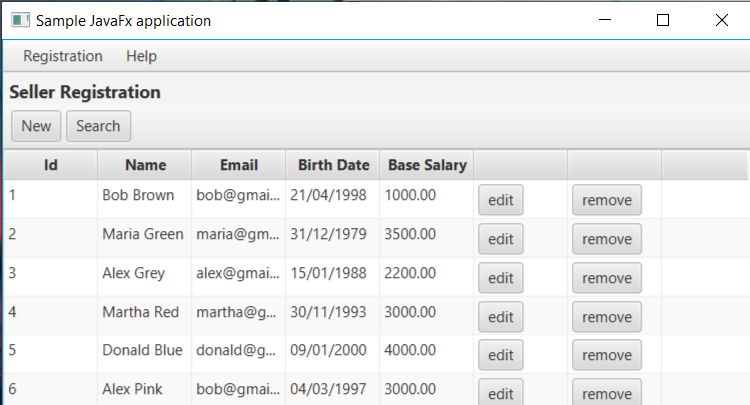 Sample JavaFx application
Registration Help
Seller Registration
New Search
Id Name Email Birth Date Base Salary
1 Bob Brown bob@gmai... 21/04/1998 1000.00 edit remove
2 Maria Green maria@gm... 31/12/1979 3500.00 edit remove
3 Alex Grey alex@gmai... 15/01/1988 2200.00 edit remove
4 Martha Red martha@g... 30/11/1993 3000.00 edit remove
5 Donald Blue donald@g... 09/01/2000 4000.00 edit remove
6 Alex Pink bob@gmai... 04/03/1997 3000.00 edit remove